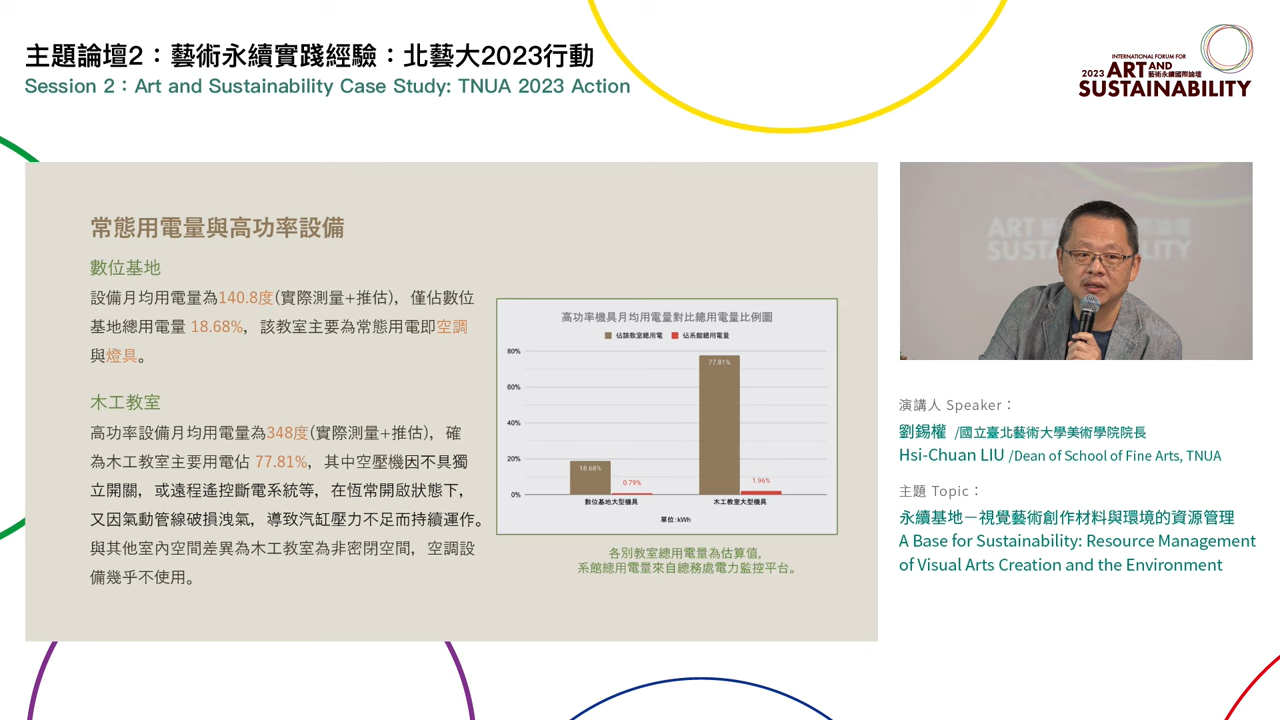 主題論壇2：藝術永續實踐經驗：北藝大2023行動
Session 2：Art and Sustainability Case Study: TNUA 2023 Action
INTERNATIONAL FORUM FOR
2023 ART AND
藝術永續國際論壇
SUSTAINABILITY
常態用電量與高功率設備
數位基地
設備月均用電量為140.8度(實際測量+推估)，僅佔數位
基地總用電量 18.68%，該教室主要為常態用電即空調
與燈具。
木工教室
高功率設備月均用電量為348度(實際測量+推估)，確
為木工教室主要用電佔 77.81%，其中空壓機因不具獨
立開關，或遠程遙控斷電系統等，在恆常開啟狀態下，
又因氣動管線破損洩氣，導致汽缸壓力不足而持續運作。
與其他室內空間差異為木工教室為非密閉空間，空調設
備幾乎不使用。
高功率機具月均用電量對比總用電量比例圖
佔該教室總用電 佔系館總用電量
80%
60%
40%
20%
0%
18.68%
0.79%
77.81%
1.96%
數位基地大型機具 木工教室大型機具
單位：kWh
各別教室總用電量為估算值，
系館總用電量來自總務處電力監控平台。
ART
SUSTAINABILITY
演講人 Speaker：
劉錫權 /國立臺北藝術大學美術學院院長
Hsi-Chuan LIU /Dean of School of Fine Arts, TNUA
主題 Topic：
永續基地－視覺藝術創作材料與環境的資源管理
A Base for Sustainability: Resource Management
of Visual Arts Creation and the Environment